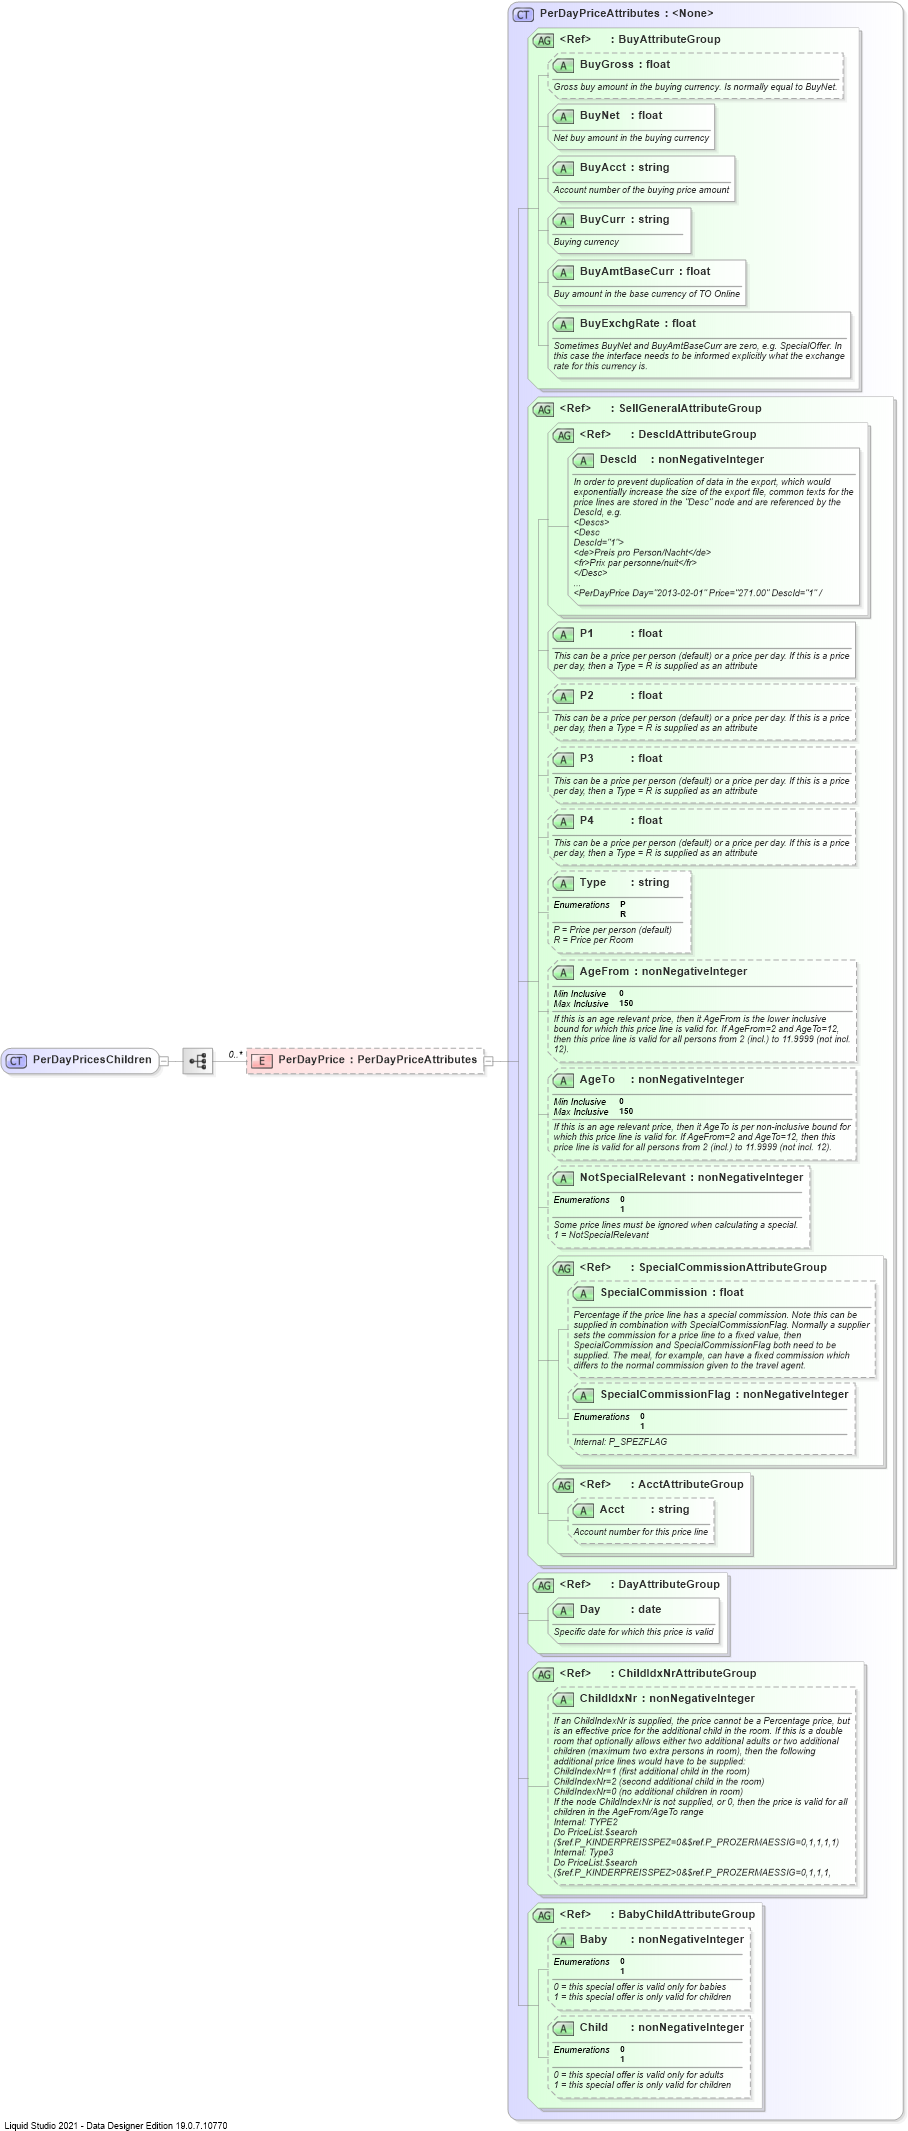 CT PerDayPriceAttributes : <None>
AG <Ref> : BuyAttributeGroup
A BuyGross : float
Gross buy amount in the buying currency. Is normally equal to BuyNet.
A BuyNet : float
Net buy amount in the buying currency
A BuyAcct : string
Account number of the buying price amount
A BuyCurr : string
Buying currency
A BuyAmtBaseCurr : float
Buy amount in the base currency of TO Online
A BuyExchgRate : float
Sometimes BuyNet and BuyAmtBaseCurr are zero, e.g. SpecialOffer. In
this case the interface needs to be informed explicitly what the exchange
rate for this currency is.
AG <Ref> : SellGeneralAttributeGroup
AG <Ref> : DescIdAttributeGroup
A DescId : nonNegativeInteger
In order to prevent duplication of data in the export, which would
exponentially increase the size of the export file, common texts for the
price lines are stored in the "Desc" node and are referenced by the
DescId, e.g.
<Descs>
<Desc
DescId="1">
<de>Preis pro Person/Nacht</de>
<fr>Prix par personne/nuit</fr>
</Desc>
...
<PerDayPrice Day="2013-02-01" Price="271.00" DescId="1" /
A P1 : float
This can be a price per person (default) or a price per day. If this is a price
per day, then a Type = R is supplied as an attribute
A P2 : float
This can be a price per person (default) or a price per day. If this is a price
per day, then a Type = R is supplied as an attribute
A P3 : float
This can be a price per person (default) or a price per day. If this is a price
per day, then a Type = R is supplied as an attribute
A P4 : float
This can be a price per person (default) or a price per day. If this is a price
per day, then a Type = R is supplied as an attribute
A Type : string
Enumerations P
R
P = Price per person (default)
R = Price per Room
A AgeFrom : nonNegativeInteger
Min Inclusive 0
Max Inclusive 150
If this is an age relevant price, then it AgeFrom is the lower inclusive
bound for which this price line is valid for. If AgeFrom=2 and AgeTo=12,
then this price line is valid for all persons from 2 (incl.) to 11.9999 (not incl.
12).
CT PerDayPricesChildren
0..*
E PerDayPrice : PerDayPriceAttributes
A AgeTo : nonNegativeInteger
Min Inclusive 0
Max Inclusive 150
If this is an age relevant price, then it AgeTo is per non-inclusive bound for
which this price line is valid for. If AgeFrom=2 and AgeTo=12, then this
price line is valid for all persons from 2 (incl.) to 11.9999 (not incl. 12).
A NotSpecialRelevant : nonNegativeInteger
Enumerations 0
1
Some price lines must be ignored when calculating a special.
1 = NotSpecialRelevant
AG <Ref> : SpecialCommissionAttributeGroup
A SpecialCommission : float
Percentage if the price line has a special commission. Note this can be
supplied in combination with SpecialCommissionFlag. Normally a supplier
sets the commission for a price line to a fixed value, then
SpecialCommission and SpecialCommissionFlag both need to be
supplied. The meal, for example, can have a fixed commission which
differs to the normal commission given to the travel agent.
A SpecialCommissionFlag : nonNegativeInteger
Enumerations 0
1
Internal: P_SPEZFLAG
AG <Ref> : AcctAttributeGroup
A Acct : string
Account number for this price line
AG <Ref> : DayAttributeGroup
A Day : date
Specific date for which this price is valid
AG <Ref> : ChildIdxNrAttributeGroup
A ChildIdxNr : nonNegativeInteger
If an ChildIndexNr is supplied, the price cannot be a Percentage price, but
is an effective price for the additional child in the room. If this is a double
room that optionally allows either two additional adults or two additional
children (maximum two extra persons in room), then the following
additional price lines would have to be supplied:
ChildIndexNr=1 (first additional child in the room)
ChildIndexNr=2 (second additional child in the room)
ChildIndexNr=0 (no additional children in room)
If the node ChildIndexNr is not supplied, or 0, then the price is valid for all
children in the AgeFrom/AgeTo range
Internal: TYPE2
Do PriceList.$search
($ref.P_KINDERPREISSPEZ=0&$ref.P_PROZERMAESSIG=0,1,1,1,1)
Internal: Type3
Do PriceList.$search
($ref.P_KINDERPREISSPEZ>0&$ref.P_PROZERMAESSIG=0,1,1,1,
AG <Ref> : BabyChildAttributeGroup
A Baby : nonNegativeInteger
Enumerations 0
1
0 = this special offer is valid only for babies
1 = this special offer is only valid for children
A Child : nonNegativeInteger
Enumerations 0
1
0 = this special offer is valid only for adults
1 = this special offer is only valid for children
Liquid Studio 2021 - Data Designer Edition 19.0.7.10770